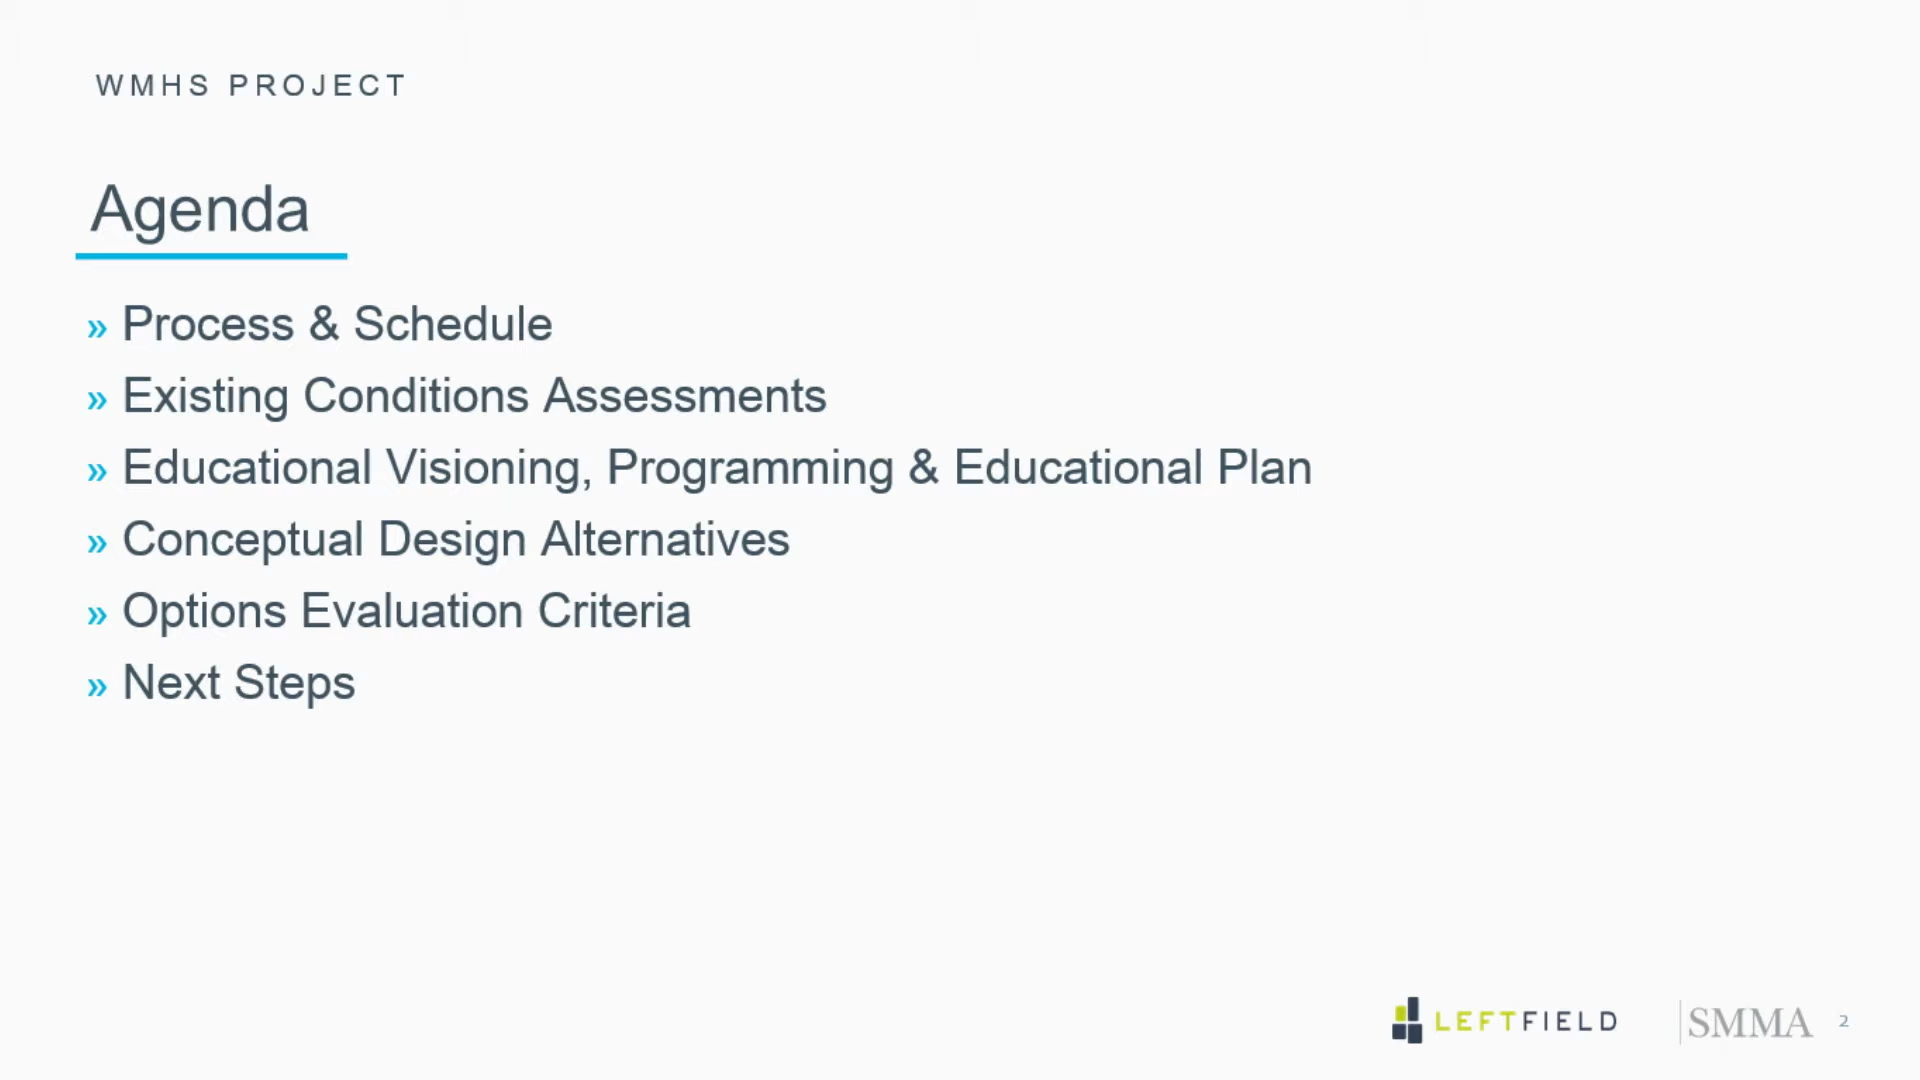 WMHS PROJECT
Agenda
» Process & Schedule
» Existing Conditions Assessments
» Educational Visioning, Programming & Educational Plan
» Conceptual Design Alternatives
» Options Evaluation Criteria
» Next Steps
LEFTFIELD
SMMA
2